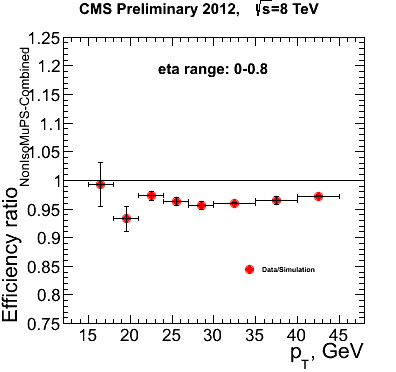 CMS Preliminary 2012, √s=8 TeV
eta range: 0-0.8
NonIsoMuPS-Combined
Efficiency ratio
1.25
1.2
1.15
1.1
1.05
1
0.95
0.9
0.85
0.8
0.75
Data/Simulation
15 20 25 30 35 40 45
p_T, GeV